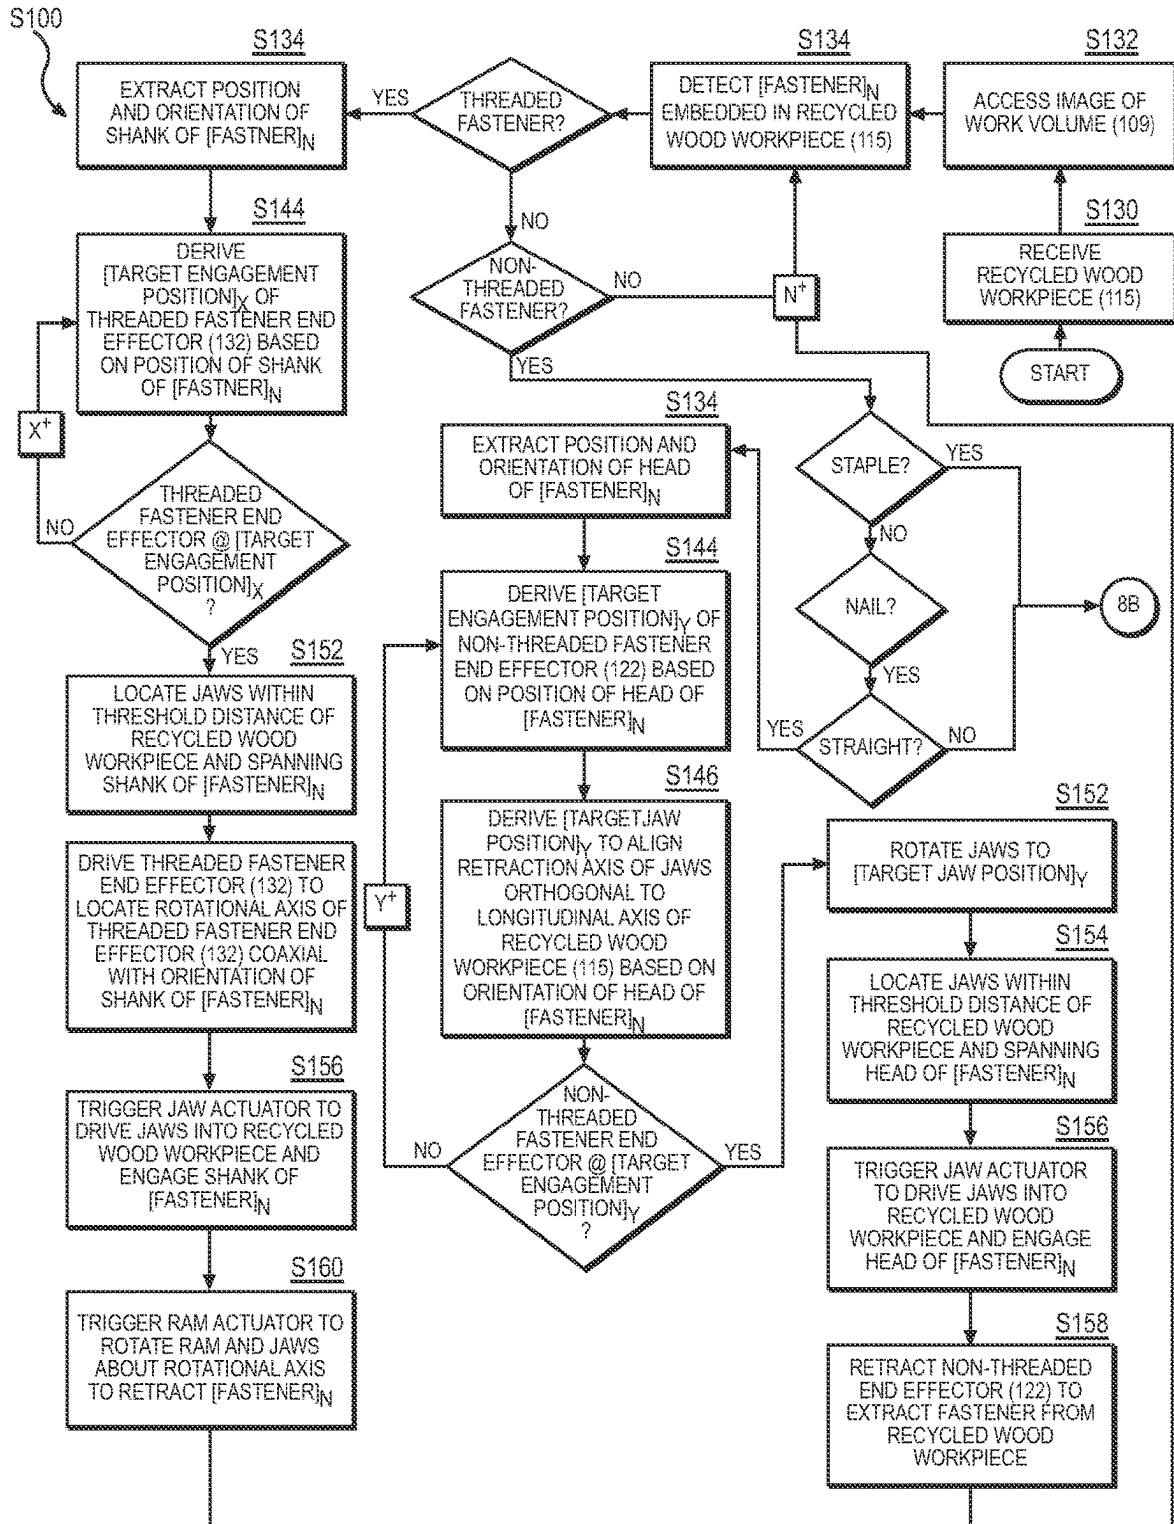 S100
S134
EXTRACT POSITION
AND ORIENTATION OF
SHANK OF [FASTNER]N
YES
THREADED
FASTENER?
S134
DETECT [FASTENER]N
EMBEDDED IN RECYCLED
WOOD WORKPIECE (115)
S132
ACCESS IMAGE OF
WORK VOLUME (109)
S130
RECEIVE
RECYCLED WOOD
WORKPIECE (115)
START
NO
NON-
THREADED
FASTENER?
NO
N+
YES
S144
DERIVE
[TARGET ENGAGEMENT
POSITION]X OF
THREADED FASTENER END
EFFECTOR (132) BASED
ON POSITION OF SHANK
OF [FASTNER]N
X+
NO
THREADED
FASTENER END
EFFECTOR @ [TARGET
ENGAGEMENT
POSITION]X
?
YES
S152
LOCATE JAWS WITHIN
THRESHOLD DISTANCE OF
RECYCLED WOOD
WORKPIECE AND SPANNING
SHANK OF [FASTENER]N
DRIVE THREADED FASTENER
END EFFECTOR (132) TO
LOCATE ROTATIONAL AXIS OF
THREADED FASTENER END
EFFECTOR (132) COAXIAL
WITH ORIENTATION OF
SHANK OF [FASTENER]N
S156
TRIGGER JAW ACTUATOR TO
DRIVE JAWS INTO RECYCLED
WOOD WORKPIECE AND
ENGAGE SHANK OF
[FASTENER]N
S160
TRIGGER RAM ACTUATOR TO
ROTATE RAM AND JAWS
ABOUT ROTATIONAL AXIS
TO RETRACT [FASTENER]N
STAPLE?
YES
NO
NAIL?
YES
STRAIGHT?
YES
NO
8B
S134
EXTRACT POSITION AND
ORIENTATION OF HEAD
OF [FASTENER]N
S144
DERIVE [TARGET
ENGAGEMENT POSITION]Y OF
NON-THREADED FASTENER
END EFFECTOR (122) BASED
ON POSITION OF HEAD OF
[FASTENER]N
S146
DERIVE [TARGET JAW
POSITION]Y TO ALIGN
RETRACTION AXIS OF JAWS
ORTHOGONAL TO
LONGITUDINAL AXIS OF
RECYCLED WOOD
WORKPIECE (115) BASED ON
ORIENTATION OF HEAD OF
[FASTENER]N
Y+
NO
NON-
THREADED
FASTENER END
EFFECTOR @ [TARGET
ENGAGEMENT
POSITION]Y
?
YES
S152
ROTATE JAWS TO
[TARGET JAW POSITION]Y
S154
LOCATE JAWS WITHIN
THRESHOLD DISTANCE OF
RECYCLED WOOD
WORKPIECE AND SPANNING
HEAD OF [FASTENER]N
S156
TRIGGER JAW ACTUATOR
TO DRIVE JAWS INTO
RECYCLED WOOD
WORKPIECE AND ENGAGE
HEAD OF [FASTENER]N
S158
RETRACT NON-THREADED
END EFFECTOR (122) TO
EXTRACT FASTENER FROM
RECYCLED WOOD
WORKPIECE